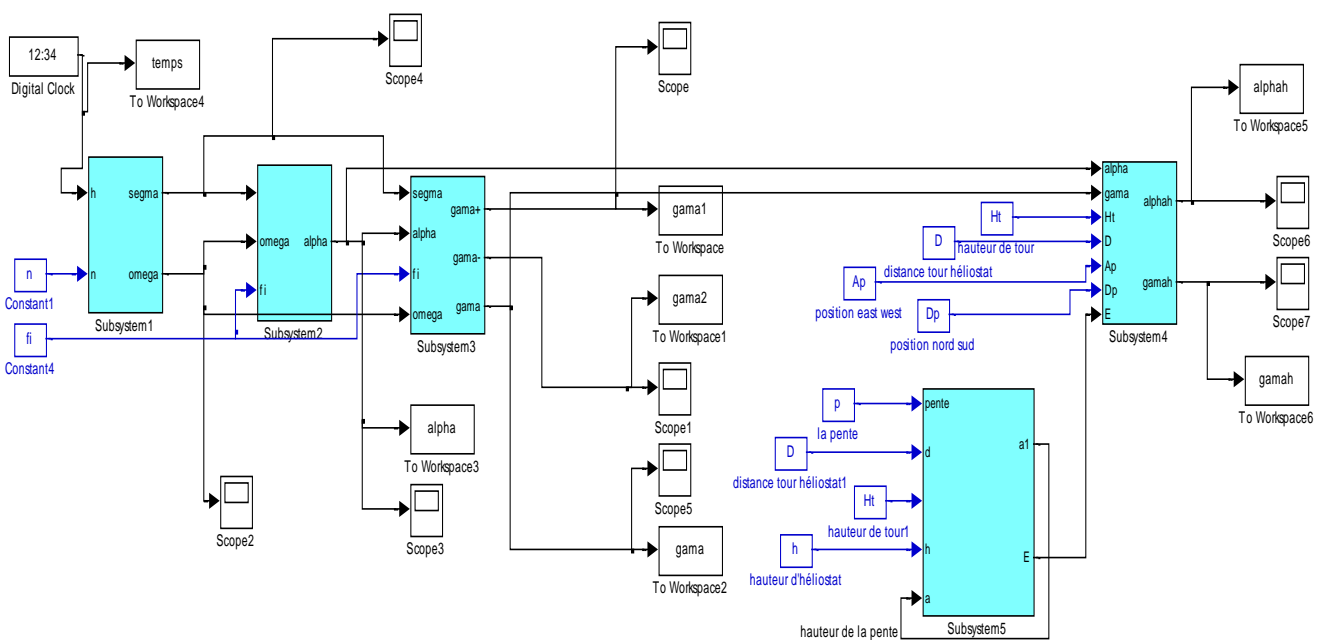 12:34
Digital Clock
temps
To Workspace4
Scope4
Scope
h
n
segma
omega
Subsystem1
n
Constant1
fi
Constant4
omega
fi
alpha
Subsystem2
segma
alpha
fi
omega
gama+
gama-
gama
Subsystem3
gama1
To Workspace
gama2
To Workspace1
Scope1
Scope5
gama
To Workspace2
alpha
To Workspace3
Scope2
Scope3
alpha
gama
Ht
D
Ap
Dp
E
alphah
gamah
Subsystem4
Ht
hauteur de tour
D
distance tour héliostat
Ap
position east west
Dp
position nord sud
alphah
To Workspace5
Scope6
Scope7
gamah
To Workspace6
p
la pente
D
distance tour héliostat1
Ht
hauteur de tour1
h
hauteur d'héliostat
pente
d
h
a
a1
E
Subsystem5
hauteur de la pente